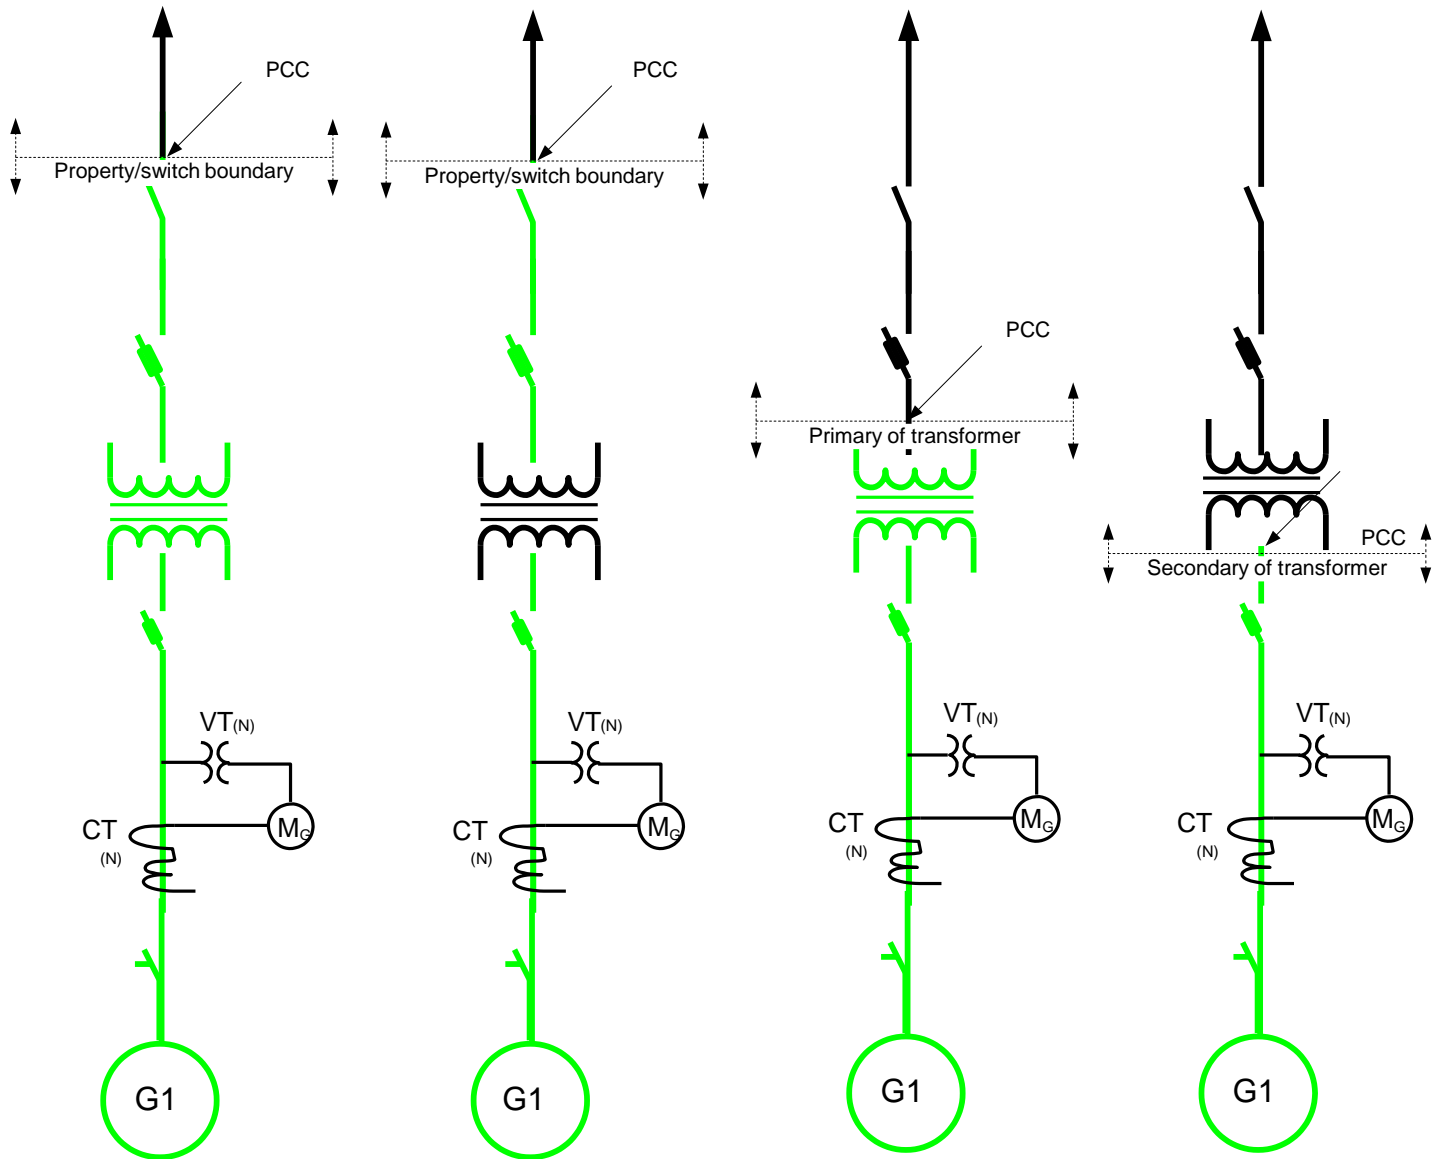 PCC
Property/switch boundary
VT(N)
CT
(N)
MG
G1
PCC
Property/switch boundary
VT(N)
CT
(N)
MG
G1
PCC
Primary of transformer
VT(N)
CT
(N)
MG
G1
PCC
Secondary of transformer
VT(N)
CT
(N)
MG
G1